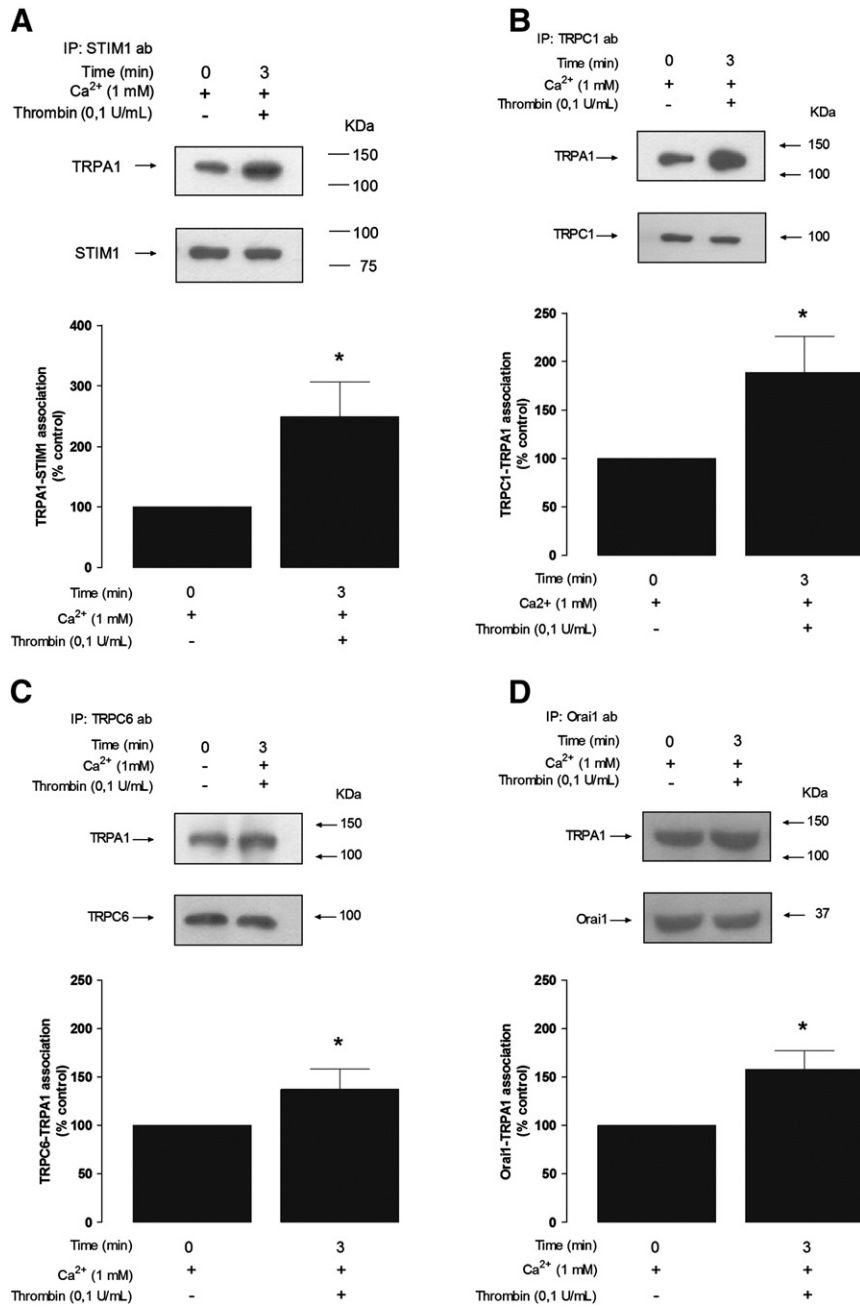 A
IP: STIM1 ab
Time (min) 0 3
Ca²⁺ (1 mM) + +
Thrombin (0,1 U/mL) - +
KDa
TRPA1
150
100
STIM1
100
75
400
300
200
100
0
TRPA1-STIM1 association
(% control)
*
Time (min) 0 3
Ca²⁺ (1 mM) + +
Thrombin (0,1 U/mL) - +
B
IP: TRPC1 ab
Time (min) 0 3
Ca²⁺ (1 mM) + +
Thrombin (0,1 U/mL) - +
KDa
TRPA1
150
100
TRPC1
100
250
200
150
100
50
0
TRPC1-TRPA1 association
(% control)
*
Time (min) 0 3
Ca2+ (1 mM) + +
Thrombin (0,1 U/mL) - +
C
IP: TRPC6 ab
Time (min) 0 3
Ca²⁺ (1mM) - +
Thrombin (0,1 U/mL) - +
KDa
TRPA1
150
100
TRPC6
100
250
200
150
100
50
0
TRPC6-TRPA1 association
(% control)
*
Time (min) 0 3
Ca²⁺ (1 mM) + +
Thrombin (0,1 U/mL) - +
D
IP: Orai1 ab
Time (min) 0 3
Ca²⁺ (1 mM) + +
Thrombin (0,1 U/mL) - +
KDa
TRPA1
150
100
Orai1
37
250
200
150
100
50
0
Orai1-TRPA1 association
(% control)
*
Time (min) 0 3
Ca²⁺ (1 mM) + +
Thrombin (0,1 U/mL) - +